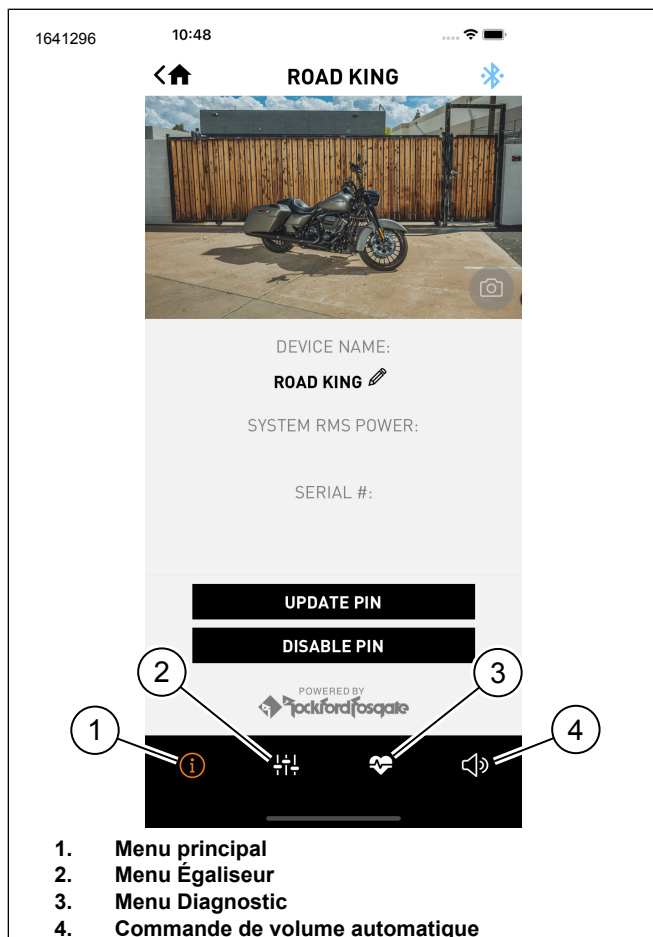 1641296
10:48
ROAD KING
DEVICE NAME:
ROAD KING
SYSTEM RMS POWER:
SERIAL #:
UPDATE PIN
DISABLE PIN
POWERED BY
Rockford Fosgate
1
2
3
4
1. Menu principal
2. Menu Égaliseur
3. Menu Diagnostic
4. Commande de volume automatique